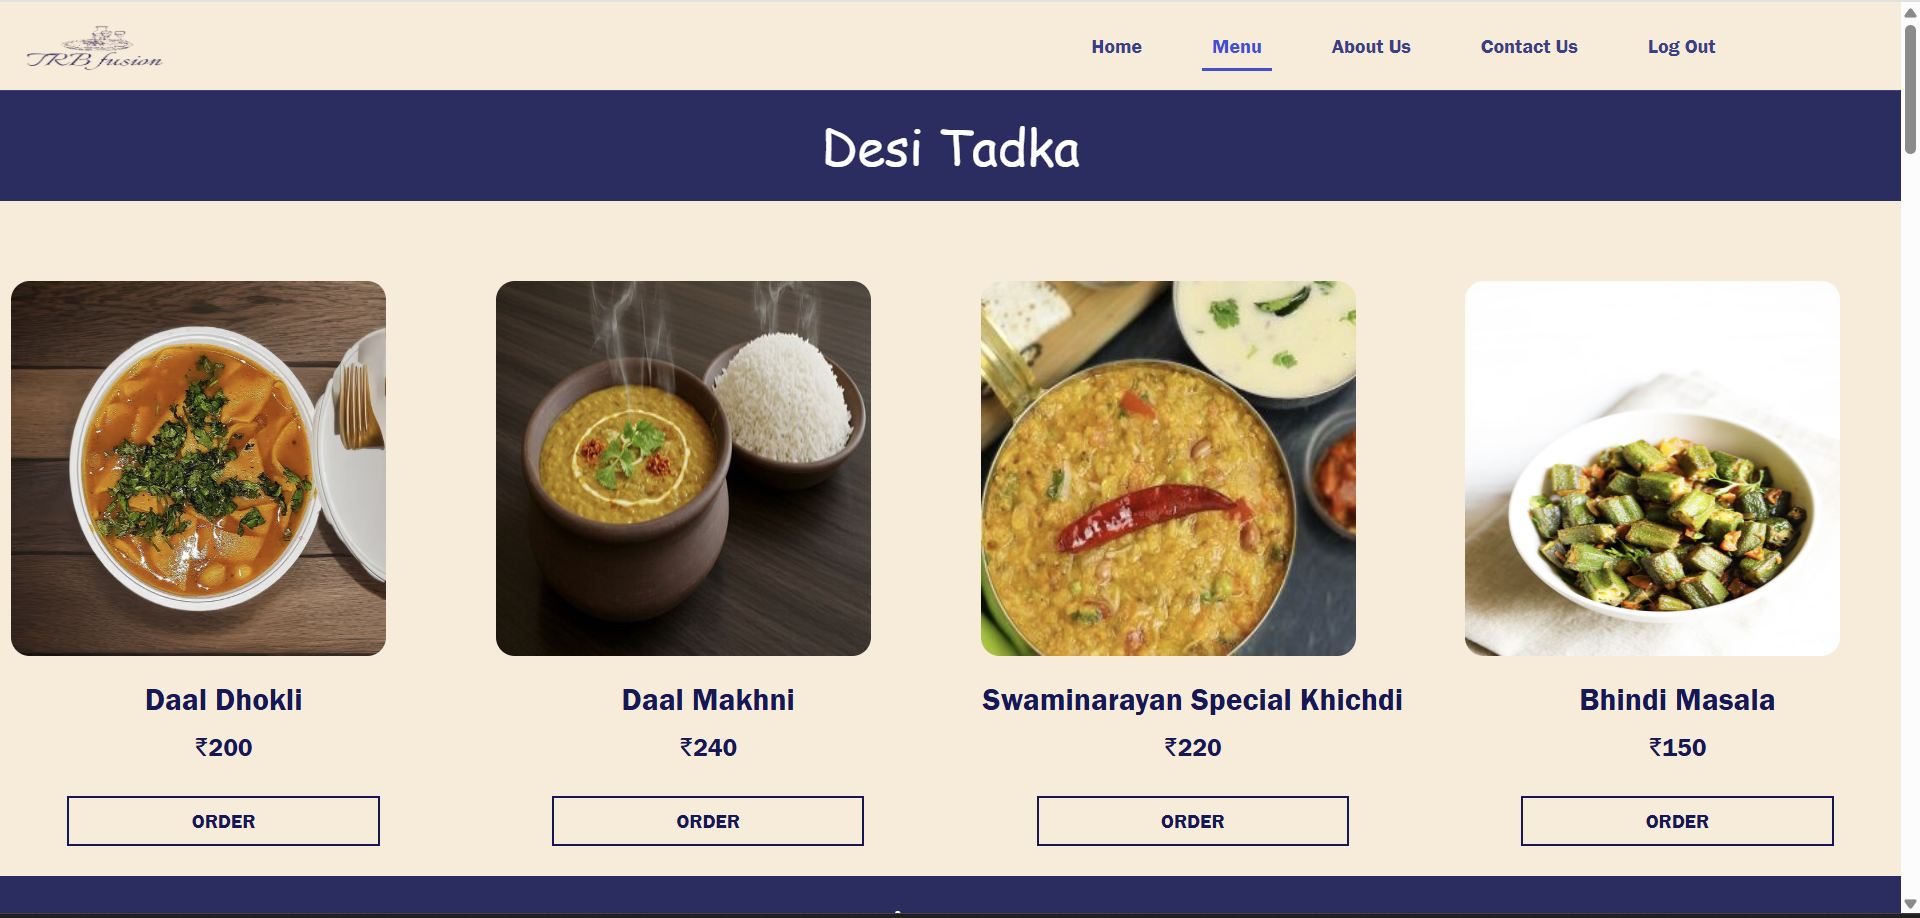 TRB fusion
Home Menu About Us Contact Us Log Out
Desi Tadka
Daal Dhokli Daal Makhni Swaminarayan Special Khichdi Bhindi Masala
₹200 ₹240 ₹220 ₹150
ORDER ORDER ORDER ORDER